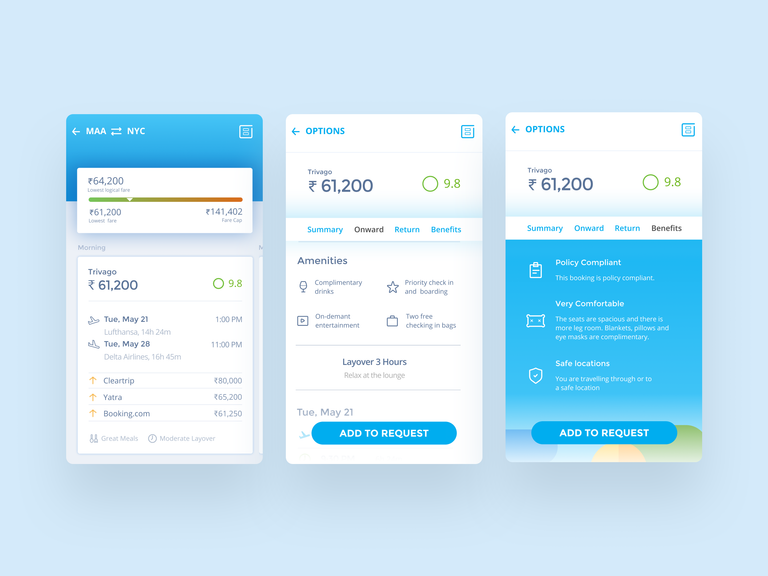 MAA NYC
₹64,200
Lowest logical fare
₹61,200 ₹141,402
Lowest fare Fare Cap
Morning M
Trivago
₹ 61,200 9.8
Tue, May 21 1:00 PM
Lufthansa, 14h 24m
Tue, May 28 11:00 PM
Delta Airlines, 16h 45m
Cleartrip ₹80,000
Yatra ₹65,200
Booking.com ₹61,250
Great Meals Moderate Layover
OPTIONS
Trivago
₹ 61,200 9.8
Summary Onward Return Benefits
Amenities
Complimentary
drinks
Priority check in
and boarding
On-demand
entertainment
Two free
checking in bags
Layover 3 Hours
Relax at the lounge
Tue, May 21
ADD TO REQUEST
OPTIONS
Trivago
₹ 61,200 9.8
Summary Onward Return Benefits
Policy Compliant
This booking is policy compliant.
Very Comfortable
The seats are spacious and there is
more leg room. Blankets, pillows and
eye masks are complimentary.
Safe locations
You are travelling through or to
a safe location
ADD TO REQUEST